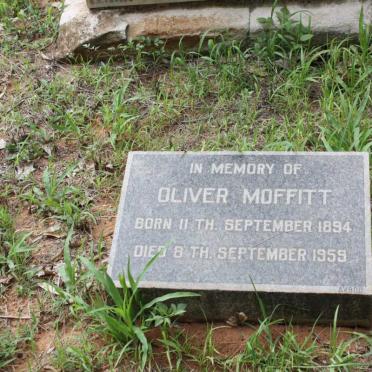 IN MEMORY OF
OLIVER MOFFITT
BORN 11 TH. SEPTEMBER 1894
DIED 8 TH. SEPTEMBER 1959